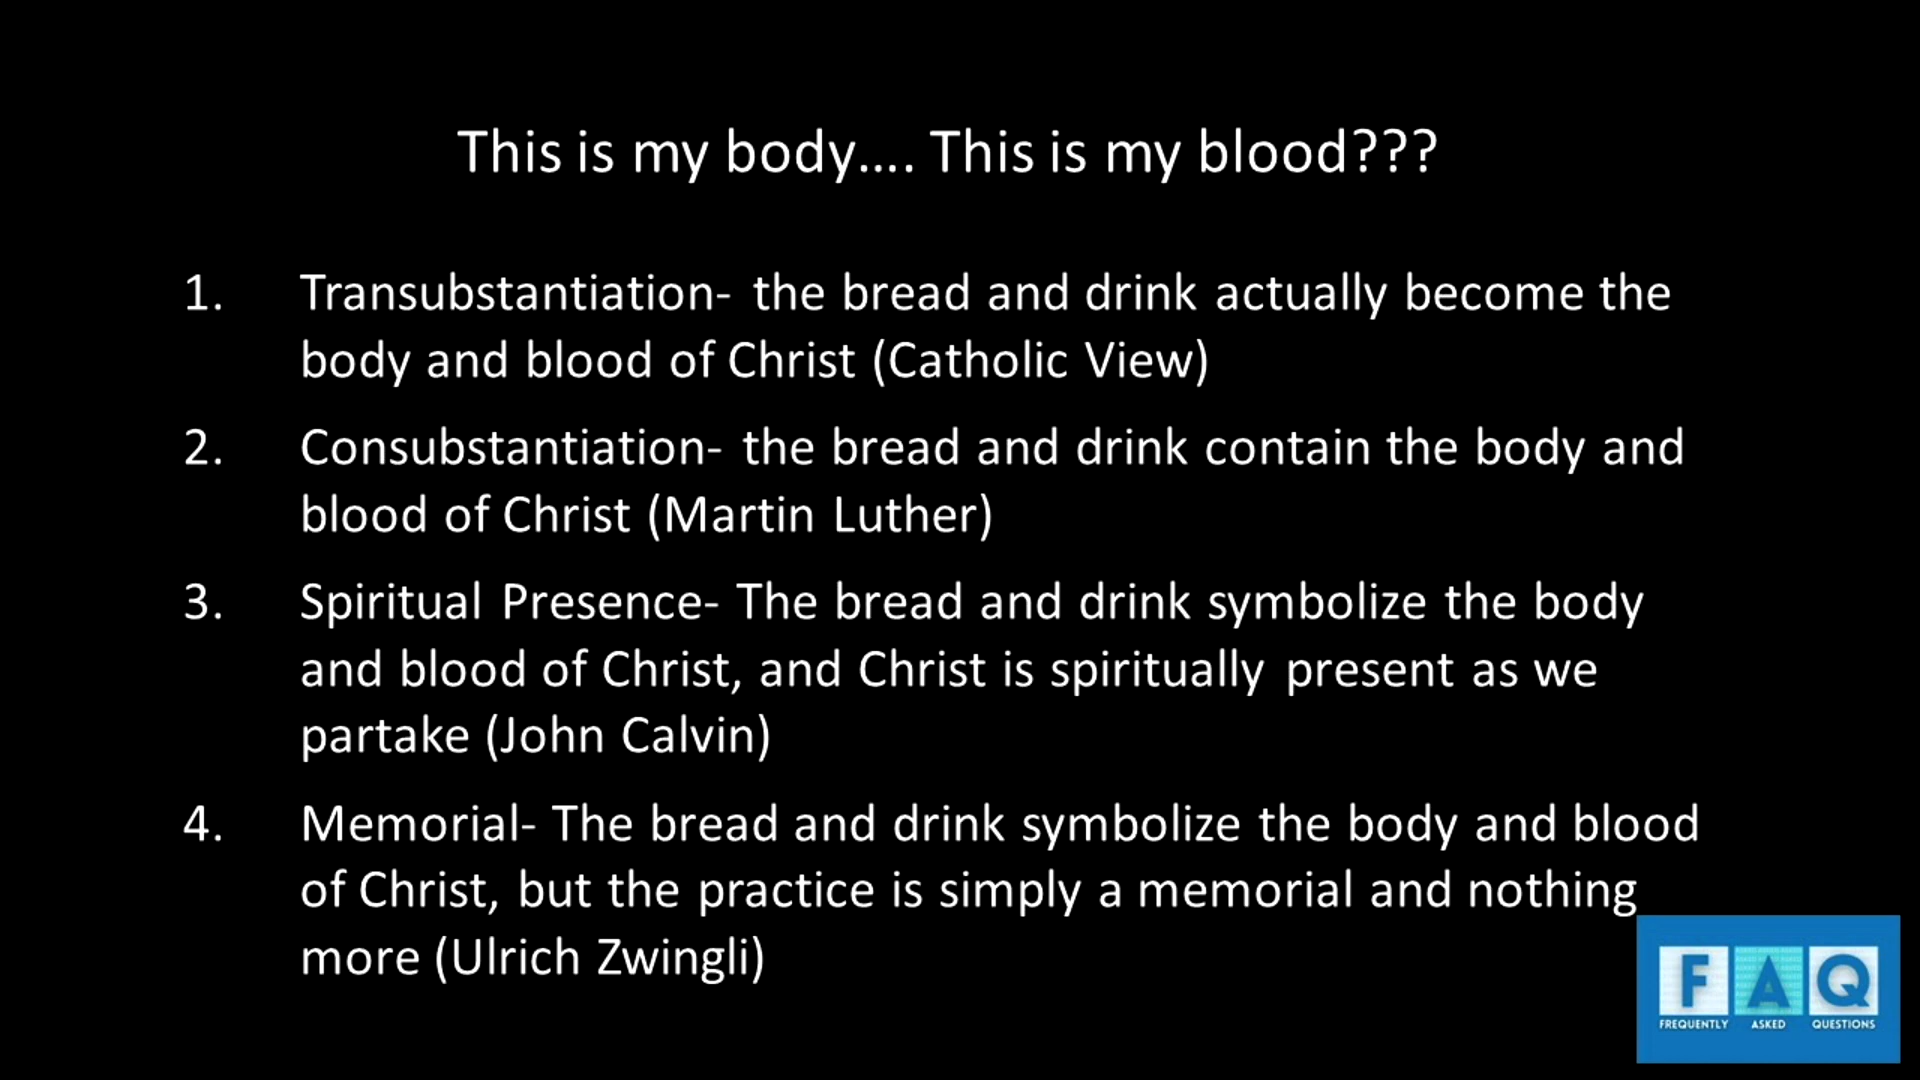 This is my body.... This is my blood???
1. Transubstantiation- the bread and drink actually become the
body and blood of Christ (Catholic View)
2. Consubstantiation- the bread and drink contain the body and
blood of Christ (Martin Luther)
3. Spiritual Presence- The bread and drink symbolize the body
and blood of Christ, and Christ is spiritually present as we
partake (John Calvin)
4. Memorial- The bread and drink symbolize the body and blood
of Christ, but the practice is simply a memorial and nothing
more (Ulrich Zwingli)
F A Q
FREQUENTLY ASKED QUESTIONS